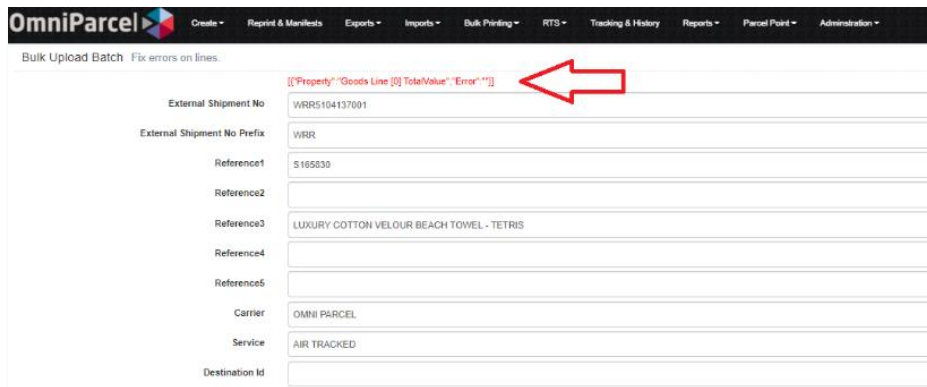 OmniParcel Create Reprint & Manifests Exports Imports Bulk Printing RTS Tracking & History Reports Parcel Point Adminstration
Bulk Upload Batch Fix errors on lines.
[{"Property":"Goods Line [0] TotalValue","Error":""}]
External Shipment No WRR5104137001
External Shipment No Prefix WRR
Reference1 S165830
Reference2
Reference3 LUXURY COTTON VELOUR BEACH TOWEL - TETRIS
Reference4
Reference5
Carrier OMNI PARCEL
Service AIR TRACKED
Destination Id